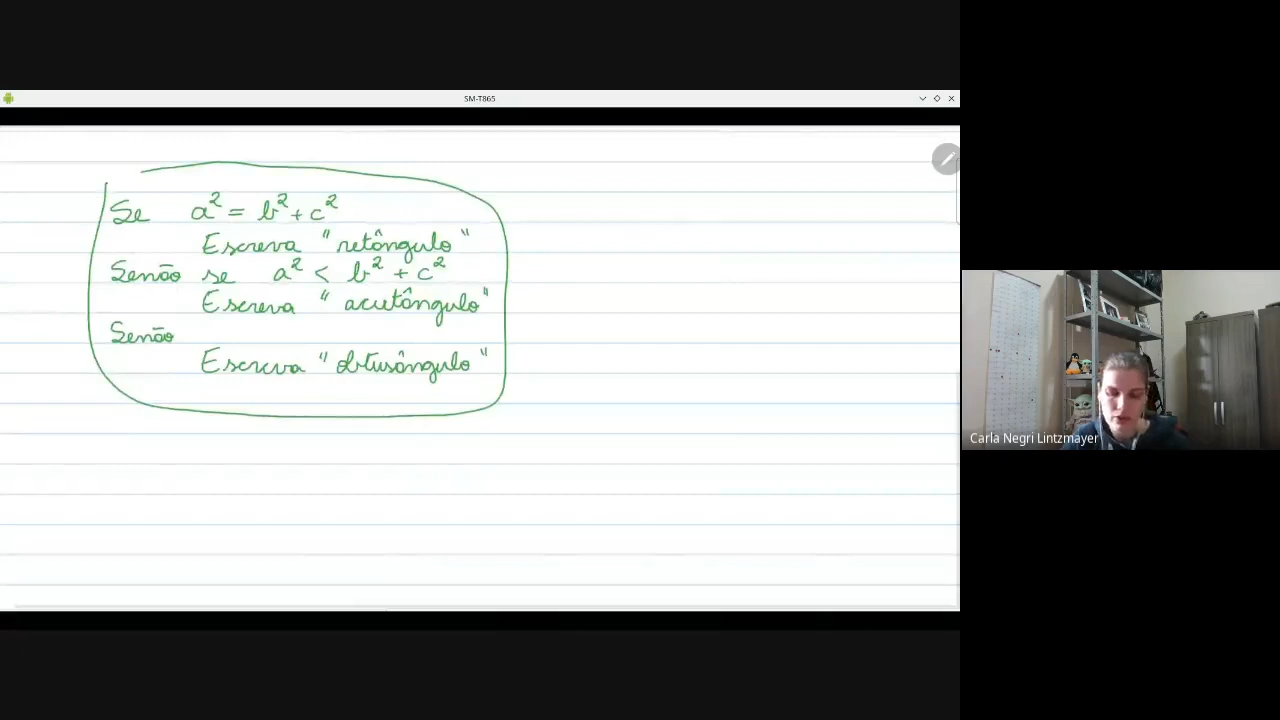 SM-T865
Se a² = b² + c²
Escreva "retângulo"
Senão se a² < b² + c²
Escreva "acutângulo"
Senão
Escreva "obtusângulo"
Carla Negri Lintzmayer